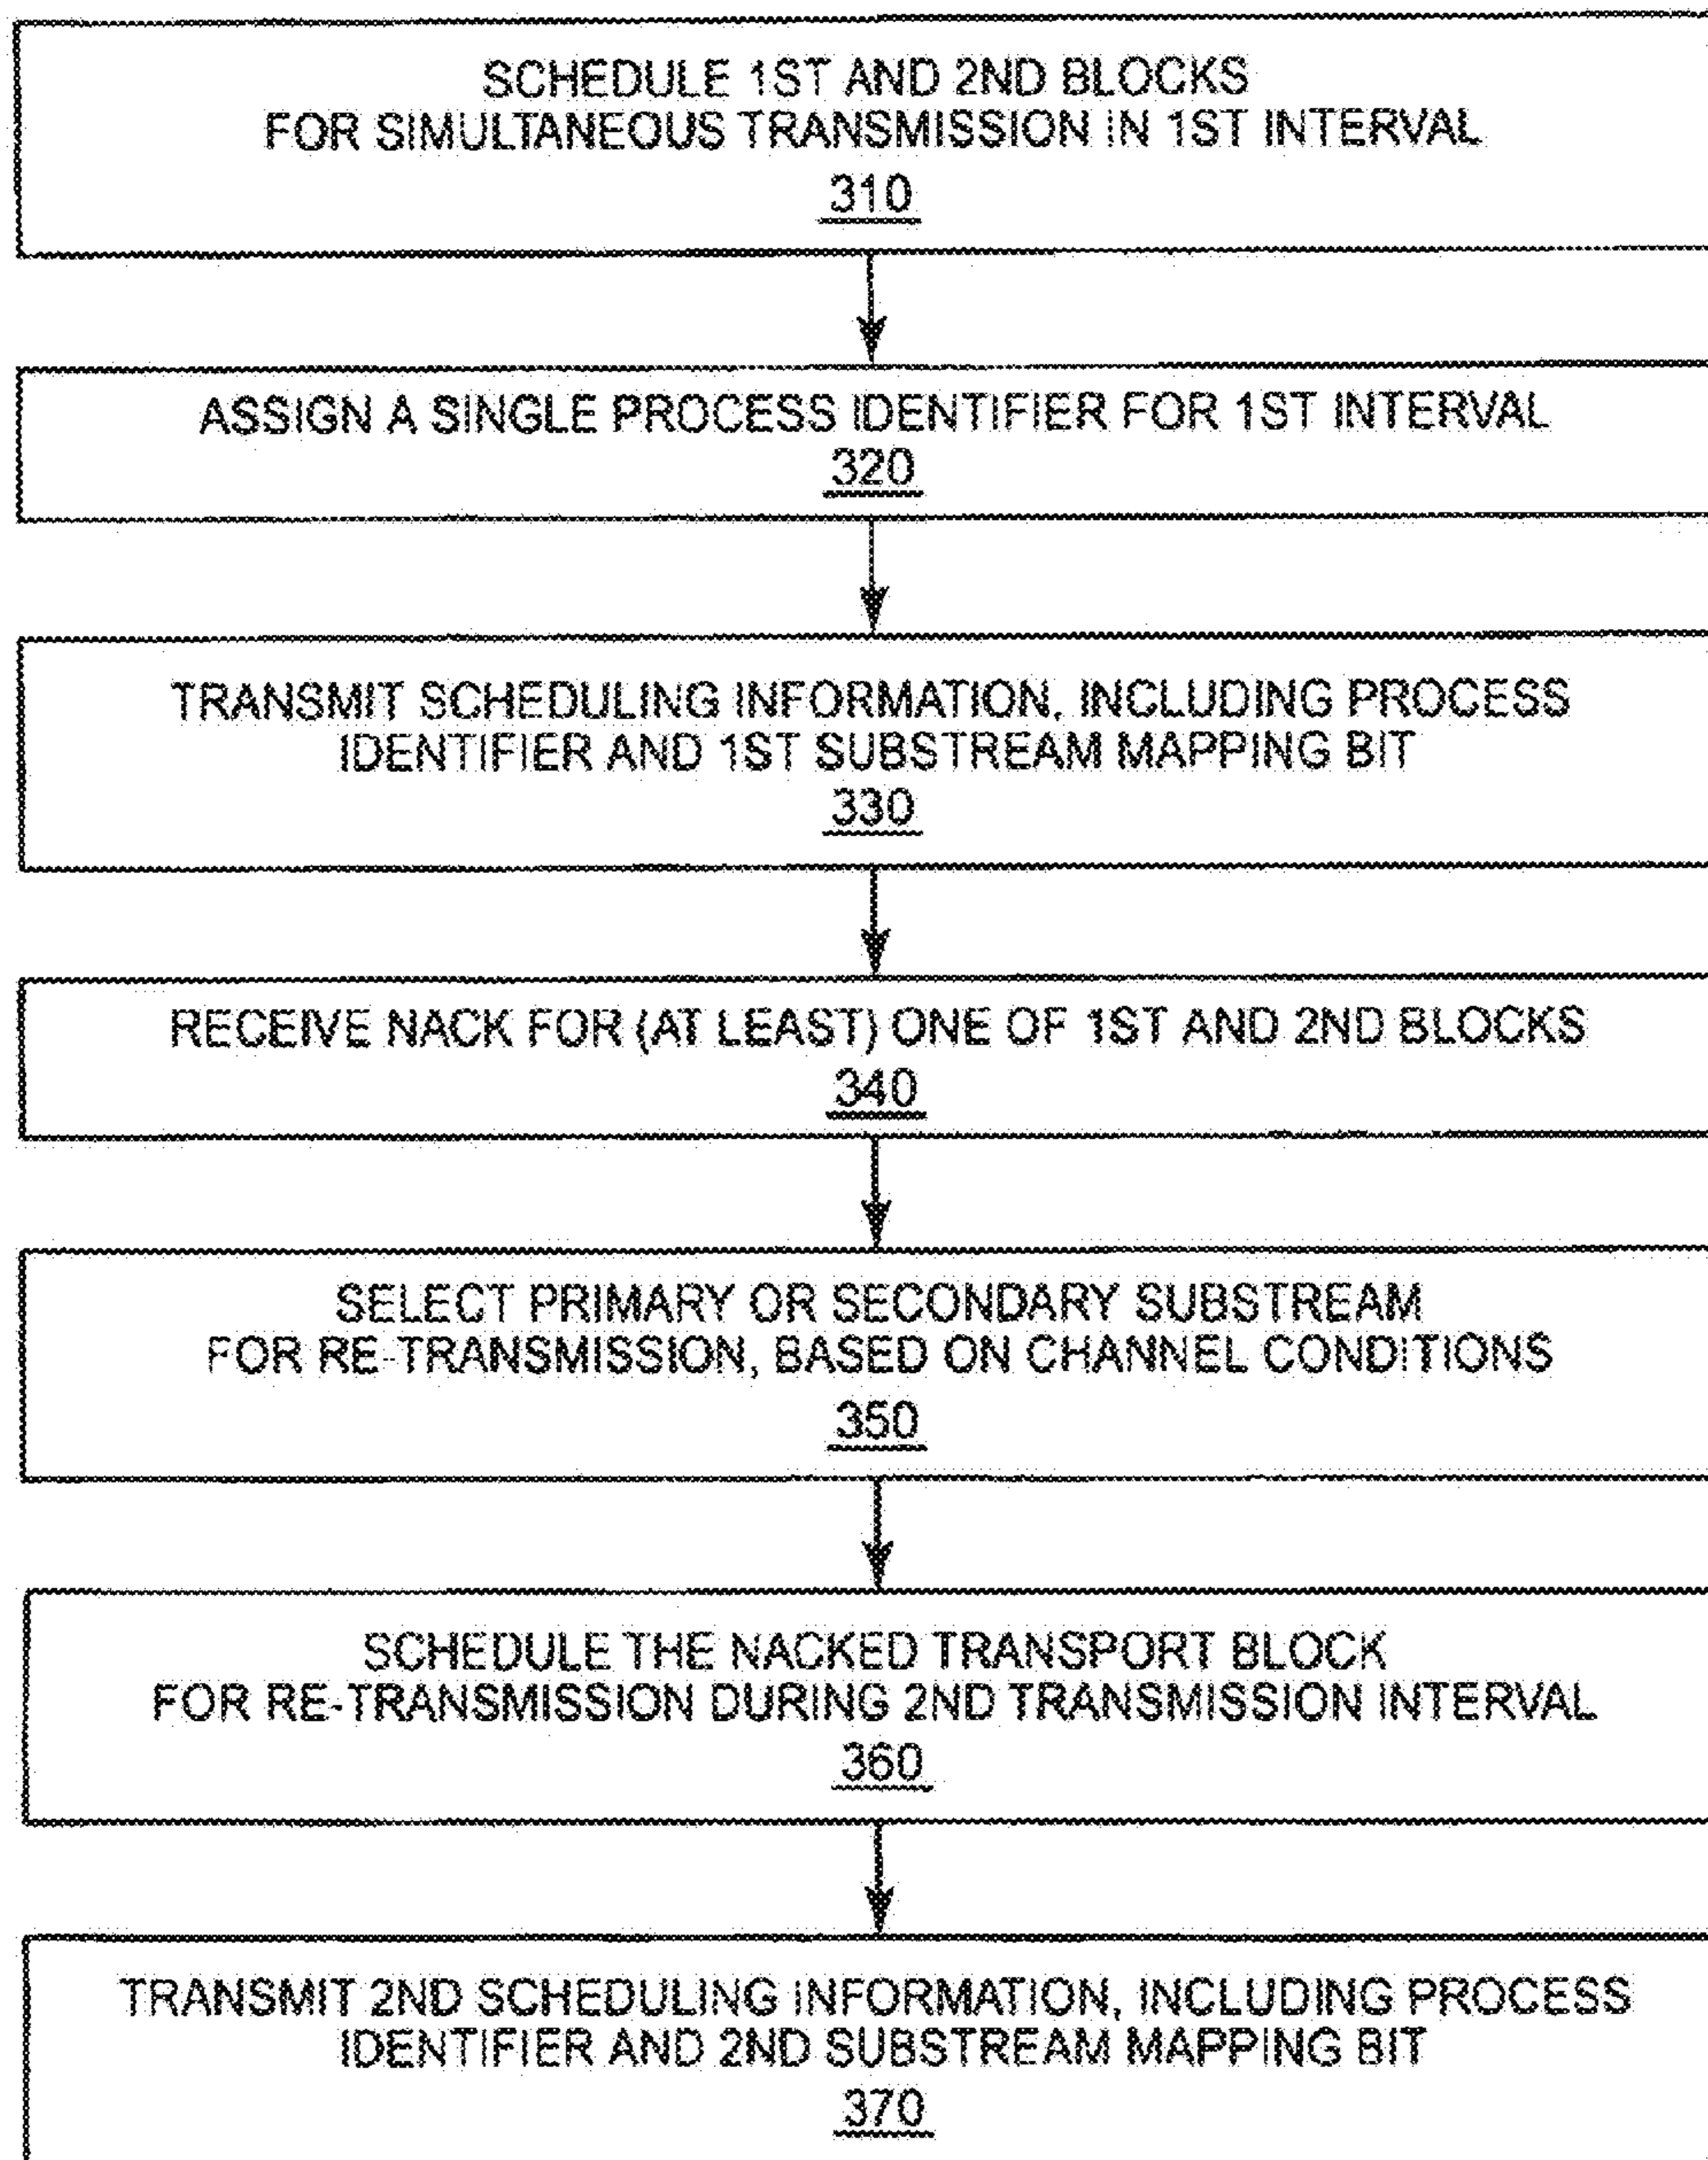 SCHEDULE 1ST AND 2ND BLOCKS
FOR SIMULTANEOUS TRANSMISSION IN 1ST INTERVAL
310
ASSIGN A SINGLE PROCESS IDENTIFIER FOR 1ST INTERVAL
320
TRANSMIT SCHEDULING INFORMATION, INCLUDING PROCESS
IDENTIFIER AND 1ST SUBSTREAM MAPPING BIT
330
RECEIVE NACK FOR (AT LEAST) ONE OF 1ST AND 2ND BLOCKS
340
SELECT PRIMARY OR SECONDARY SUBSTREAM
FOR RE-TRANSMISSION, BASED ON CHANNEL CONDITIONS
350
SCHEDULE THE NACKED TRANSPORT BLOCK
FOR RE-TRANSMISSION DURING 2ND TRANSMISSION INTERVAL
360
TRANSMIT 2ND SCHEDULING INFORMATION, INCLUDING PROCESS
IDENTIFIER AND 2ND SUBSTREAM MAPPING BIT
370